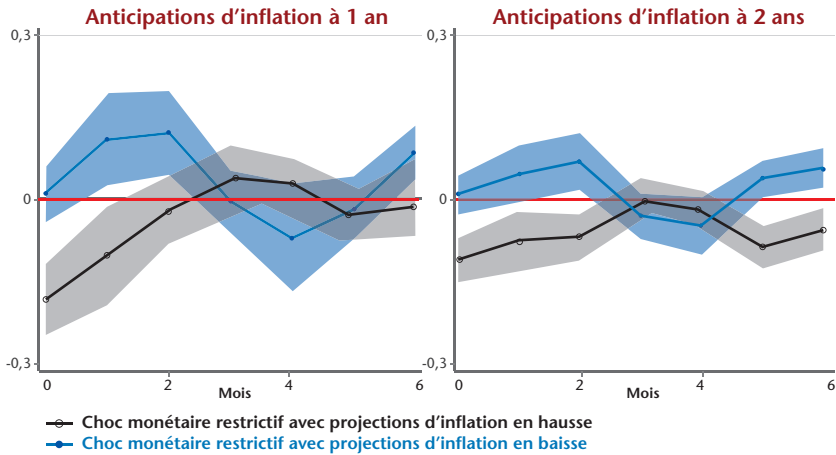 Anticipations d’inflation à 1 an
0,3
0
-0,3
0 2 4 6
Mois
Anticipations d’inflation à 2 ans
0,3
0
-0,3
0 2 4 6
Mois
Choc monétaire restrictif avec projections d’inflation en hausse
Choc monétaire restrictif avec projections d’inflation en baisse